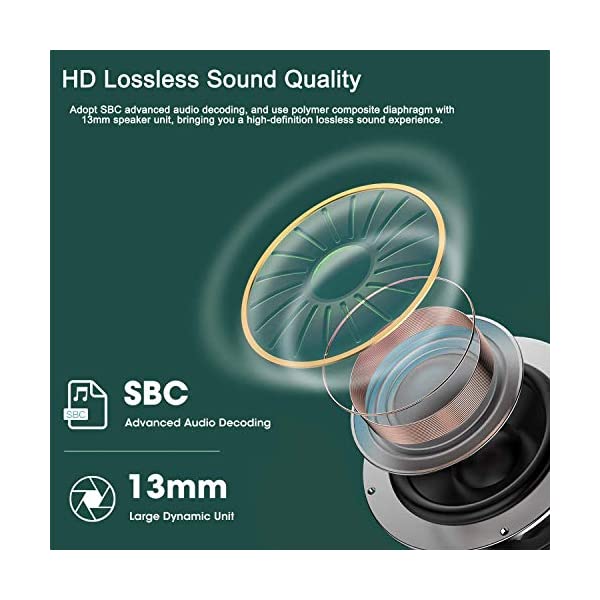 HD Lossless Sound Quality
Adopt SBC advanced audio decoding, and use polymer composite diaphragm with
13mm speaker unit, bringing you a high-definition lossless sound experience.
SBC
SBC
Advanced Audio Decoding
13mm
Large Dynamic Unit